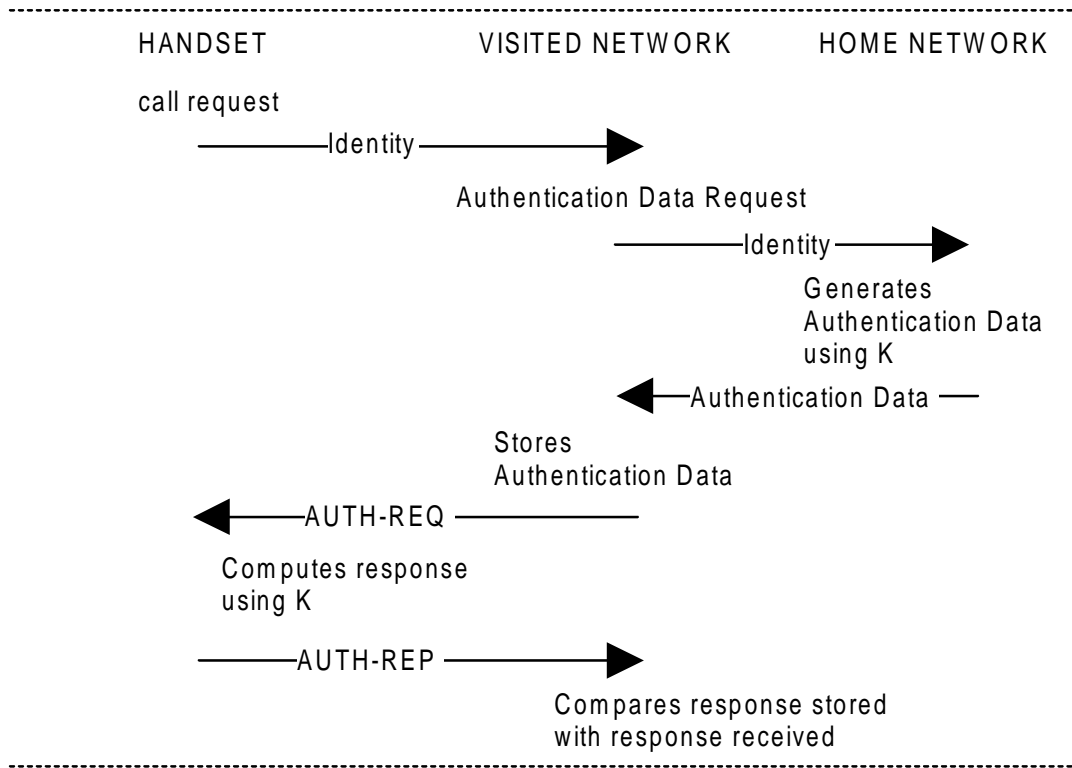 HANDSET VISITED NETWORK HOME NETWORK
call request
Identity
Authentication Data Request
Identity
Generates
Authentication Data
using K
Authentication Data
Stores
Authentication Data
AUTH-REQ
Computes response
using K
AUTH-REP
Compares response stored
with response received